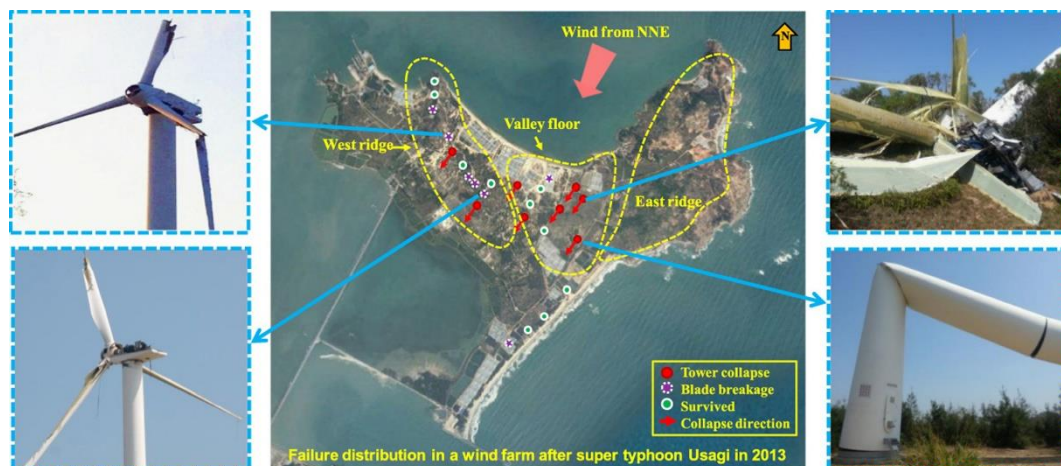 Wind from NNE
N
Valley floor
West ridge
East ridge
Tower collapse
Blade breakage
Survived
Collapse direction
Failure distribution in a wind farm after super typhoon Usagi in 2013